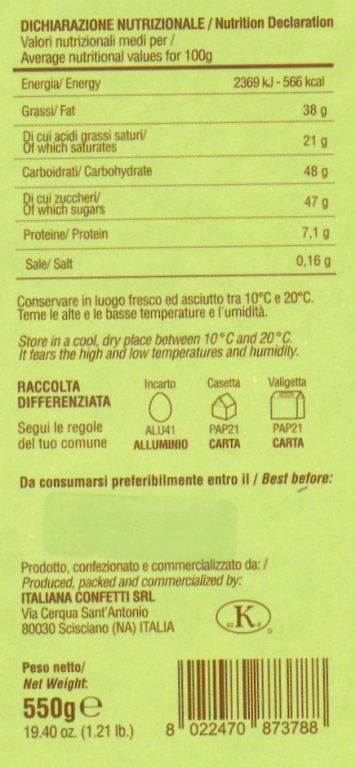 DICHIARAZIONE NUTRIZIONALE / Nutrition Declaration
Valori nutrizionali medi per /
Average nutritional values for 100g
Energia/ Energy 2369 kJ - 566 kcal
Grassi/ Fat 38 g
Di cui acidi grassi saturi/
Of which saturates 21 g
Carboidrati/ Carbohydrate 48 g
Di cui zuccheri/
Of which sugars 47 g
Proteine/ Protein 7,1 g
Sale/ Salt 0,16 g
Conservare in luogo fresco ed asciutto tra 10°C e 20°C.
Teme le alte e le basse temperature e l'umidità.
Store in a cool, dry place between 10°C and 20°C.
It fears the high and low temperatures and humidity.
RACCOLTA
DIFFERENZIATA
Segui le regole
del tuo comune
Incarto Casetta Valigetta
ALU41 PAP21 PAP21
ALLUMINIO CARTA CARTA
Da consumarsi preferibilmente entro il / Best before:
Prodotto, confezionato e commercializzato da: /
Produced, packed and commercialized by:
ITALIANA CONFETTI SRL
Via Cerqua Sant'Antonio
80030 Scisciano (NA) ITALIA
K
D
Peso netto/
Net Weight:
550g e
19.40 oz. (1.21 lb.)
8 022470 873788